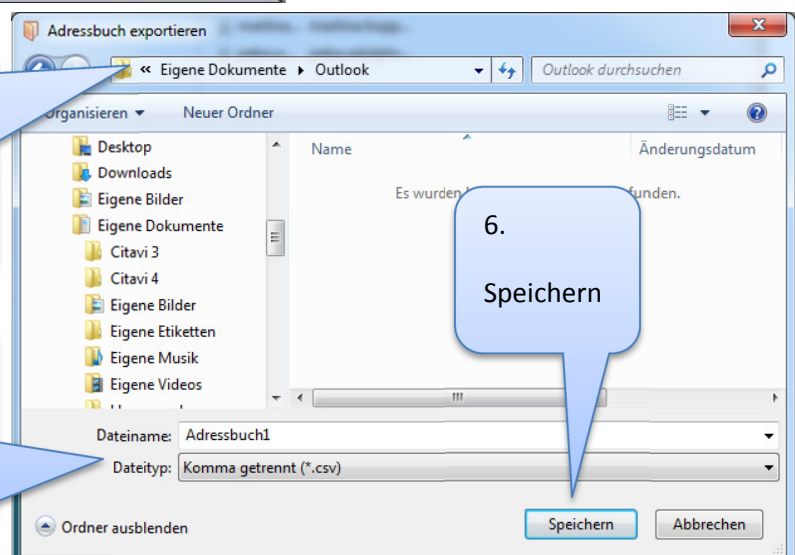 Adressbuch exportieren
« Eigene Dokumente ▸ Outlook
Outlook durchsuchen
Organisieren Neuer Ordner
Name Änderungsdatum
Es wurden
Desktop
Downloads
Eigene Bilder
Eigene Dokumente
Citavi 3
Citavi 4
Eigene Bilder
Eigene Etiketten
Eigene Musik
Eigene Videos
6.
Speichern
Dateiname: Adressbuch1
Dateityp: Komma getrennt (*.csv)
Ordner ausblenden
Speichern Abbrechen